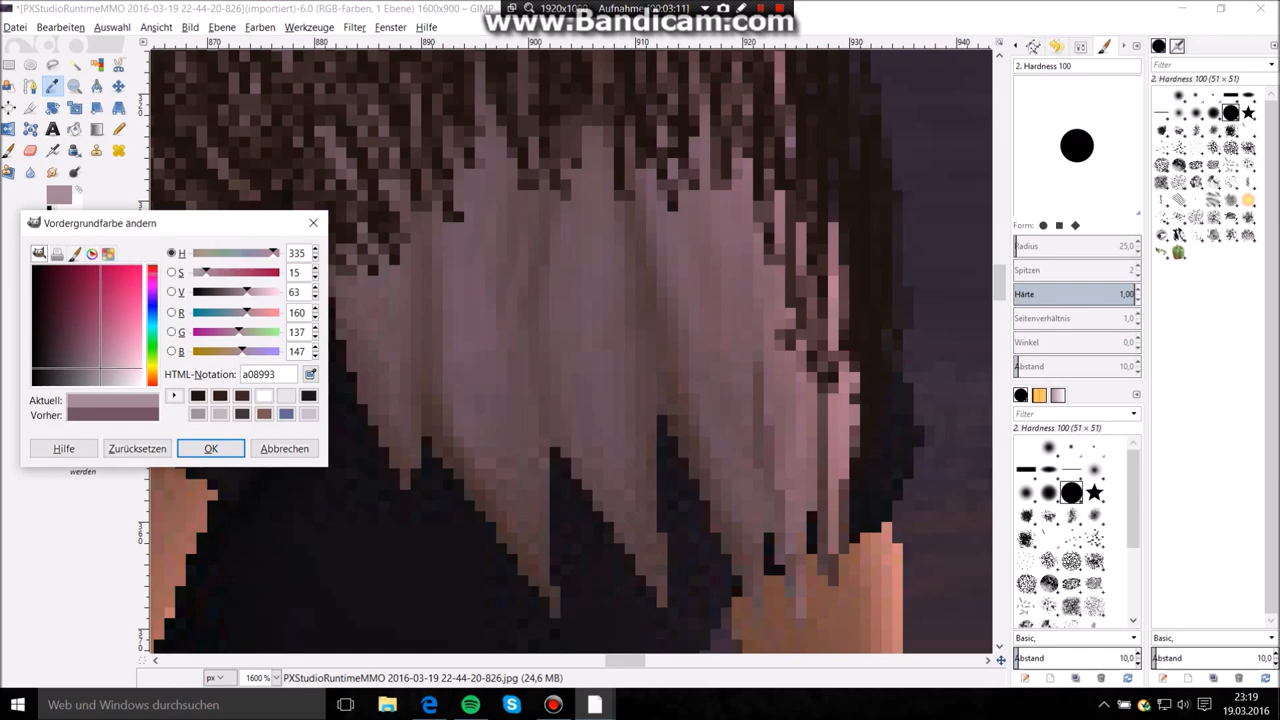 *[PXStudioRuntimeMMO 2016-03-19 22-44-20-826](importiert)-6.0 (RGB-Farben, 1 Ebene) 1600x900 – GIMP
1920x1080 Aufnahme [00:03:11]
www.Bandicam.com
Datei Bearbeiten Auswahl Ansicht Bild Ebene Farben Werkzeuge Filter Fenster Hilfe
870 880 890 900 910 920 930 940
2. Hardness 100
Form:
Radius 25,0
Spitzen 2
Härte 1,00
Seitenverhältnis 1,0
Winkel 0,0
Abstand 10,0
Filter
2. Hardness 100 (51 × 51)
Basic,
Abstand 10,0
Filter
2. Hardness 100 (51 × 51)
Basic,
Abstand 10,0
Vordergrundfarbe ändern
H 335
S 15
V 63
R 160
G 137
B 147
HTML-Notation: a08993
Aktuell:
Vorher:
Hilfe Zurücksetzen OK Abbrechen
werden
px 1600 % PXStudioRuntimeMMO 2016-03-19 22-44-20-826.jpg (24,6 MB)
Web und Windows durchsuchen
23:19
19.03.2016